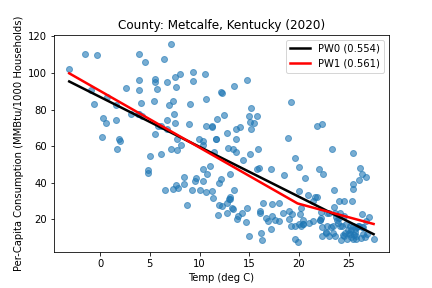 County: Metcalfe, Kentucky (2020)
Per-Capita Consumption (MMBtu/1000 Households)
120
100
80
60
40
20
PW0 (0.554)
PW1 (0.561)
0 5 10 15 20 25
Temp (deg C)